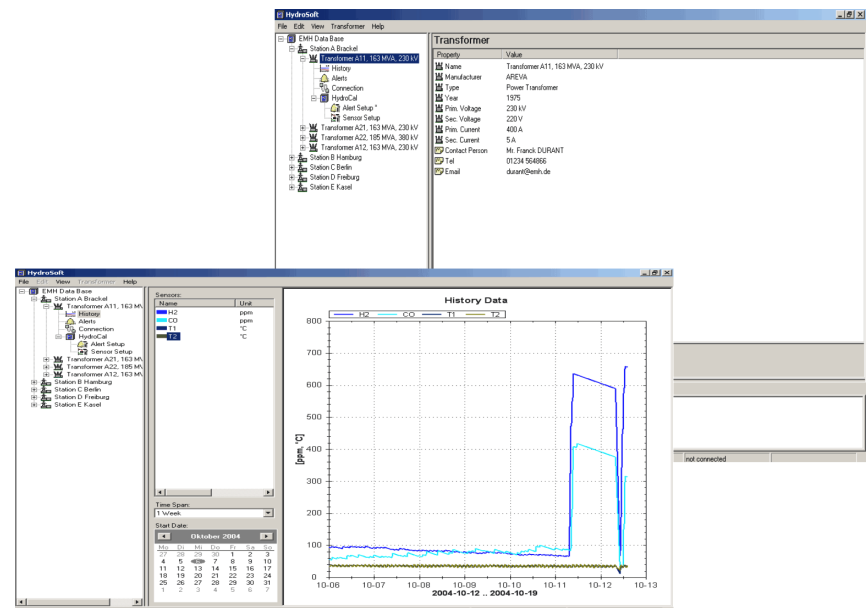 HydroSoft
File Edit View Transformer Help
EMH Data Base
Station A Brackel
Transformer A11, 163 MVA, 230 kV
History
Alerts
Connection
HydroCal
Alert Setup *
Sensor Setup
Transformer A21, 163 MVA, 230 kV
Transformer A22, 185 MVA, 380 kV
Transformer A12, 163 MVA, 230 kV
Station B Hamburg
Station C Berlin
Station D Freiburg
Station E Kasel
Transformer
Property Value
Name Transformer A11, 163 MVA, 230 kV
Manufacturer AREVA
Type Power Transformer
Year 1975
Prim. Voltage 230 kV
Sec. Voltage 220 V
Prim. Current 400 A
Sec. Current 5 A
Contact Person Mr. Franck DURANT
Tel 01234 564866
Email durant@emh.de
not connected
HydroSoft
File Edit View Transformer Help
EMH Data Base
Station A Brackel
Transformer A11, 163 M
History
Alerts
Connection
HydroCal
Alert Setup
Sensor Setup
Transformer A21, 163 M
Transformer A22, 185 M
Transformer A12, 163 M
Station B Hamburg
Station C Berlin
Station D Freiburg
Station E Kasel
Sensors:
Name Unit
H2 ppm
CO ppm
T1 °C
T2 °C
Time Span:
1 Week
Start Date:
Oktober 2004
Mo Di Mi Do Fr Sa So
27 28 29 30 1 2 3
4 5 6 7 8 9 10
11 12 13 14 15 16 17
18 19 20 21 22 23 24
25 26 27 28 29 30 31
1 2 3 4 5 6 7
History Data
H2 CO T1 T2
[ppm, °C]
800
700
600
500
400
300
200
100
0
10-06 10-07 10-08 10-09 10-10 10-11 10-12 10-13
2004-10-12 .. 2004-10-19